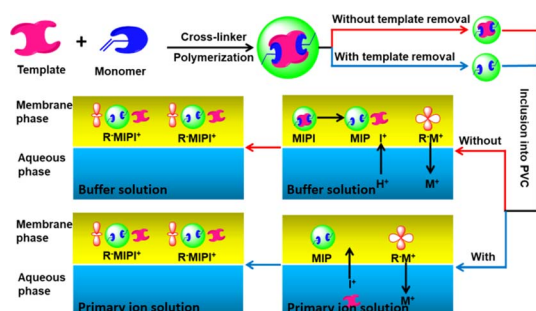 Cross-linker
Polymerization
Template
Monomer
+
Without template removal
With template removal
Inclusion into PVC
Membrane phase
R⁻MIPI⁺
R⁻MIPI⁺
Aqueous phase
Buffer solution
MIPI
MIP
I⁺
R⁻M⁺
H⁺
M⁺
Buffer solution
Without
Membrane phase
R⁻MIPI⁺
R⁻MIPI⁺
Aqueous phase
Primary ion solution
MIP
R⁻M⁺
I⁺
M⁺
Primary ion solution
With